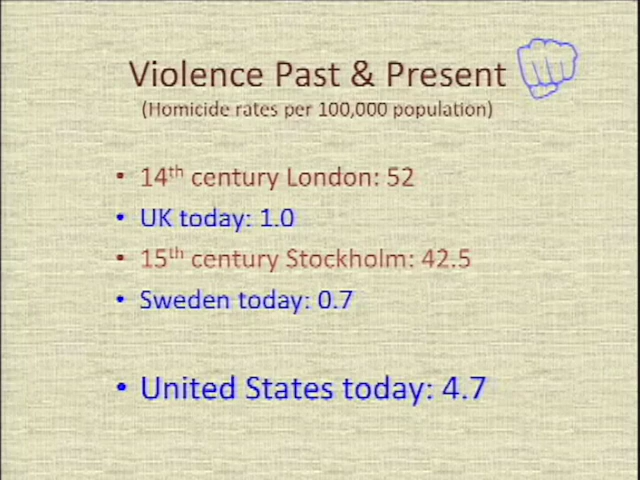 Violence Past & Present
(Homicide rates per 100,000 population)
• 14th century London: 52
• UK today: 1.0
• 15th century Stockholm: 42.5
• Sweden today: 0.7
• United States today: 4.7